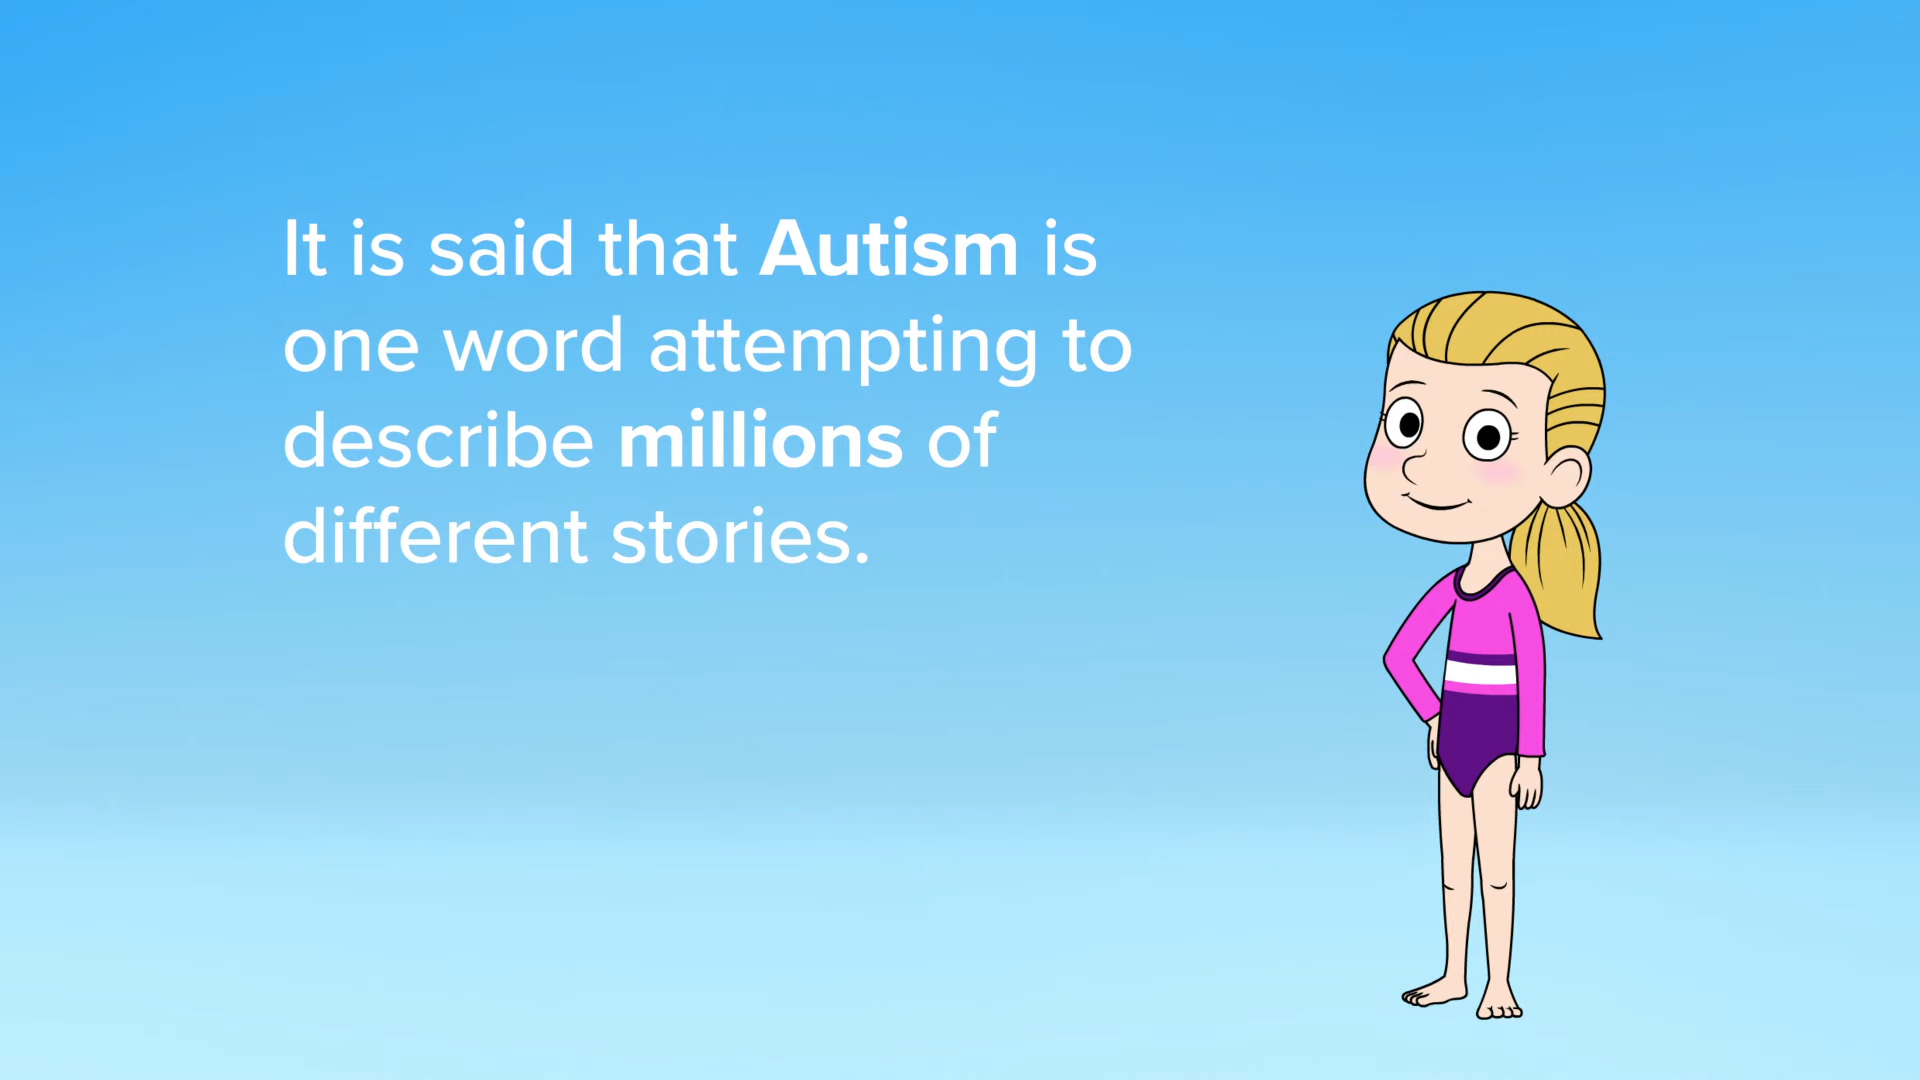 It is said that Autism is
one word attempting to
describe millions of
different stories.